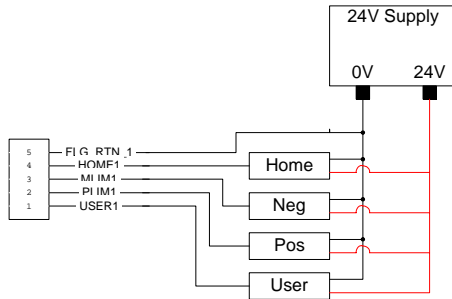 24V Supply
0V 24V
5 FLG_RTN_1
4 HOME1
3 MLIM1
2 PLIM1
1 USER1
Home
Neg
Pos
User